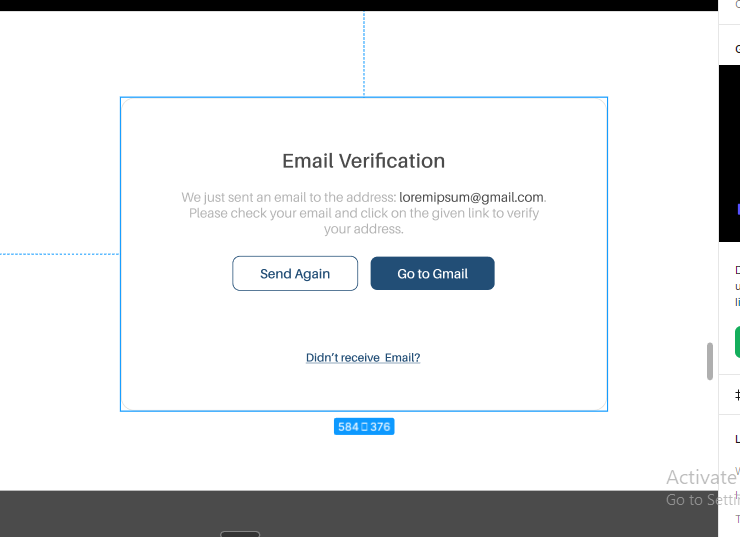 Email Verification
We just sent an email to the address: loremipsum@gmail.com.
Please check your email and click on the given link to verify
your address.
Send Again
Go to Gmail
Didn't receive Email?
584 376
Activate
Go to Setti